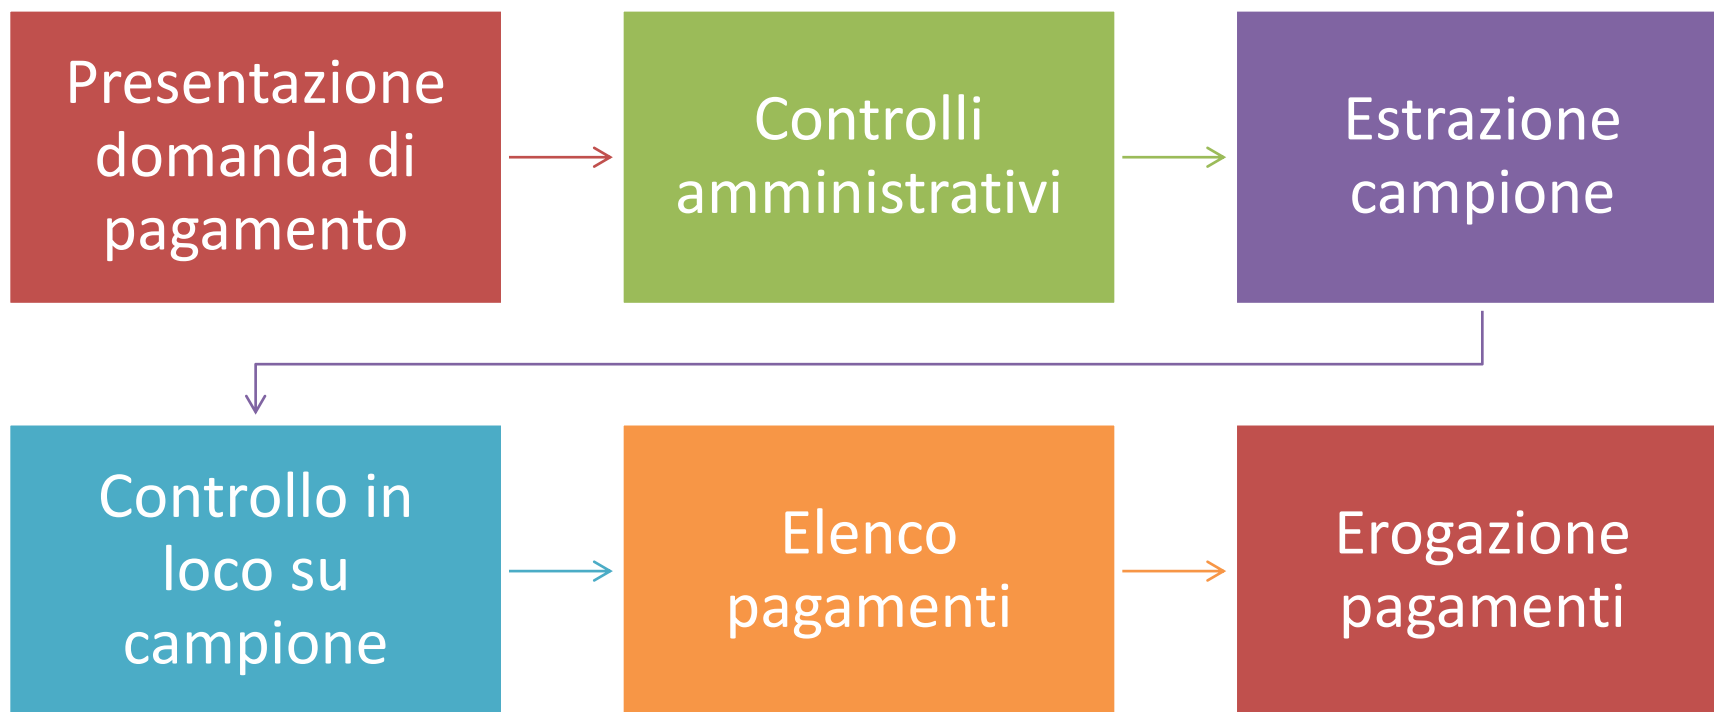 Presentazione
domanda di
pagamento
Controlli
amministrativi
Estrazione
campione
Controllo in
loco su
campione
Elenco
pagamenti
Erogazione
pagamenti